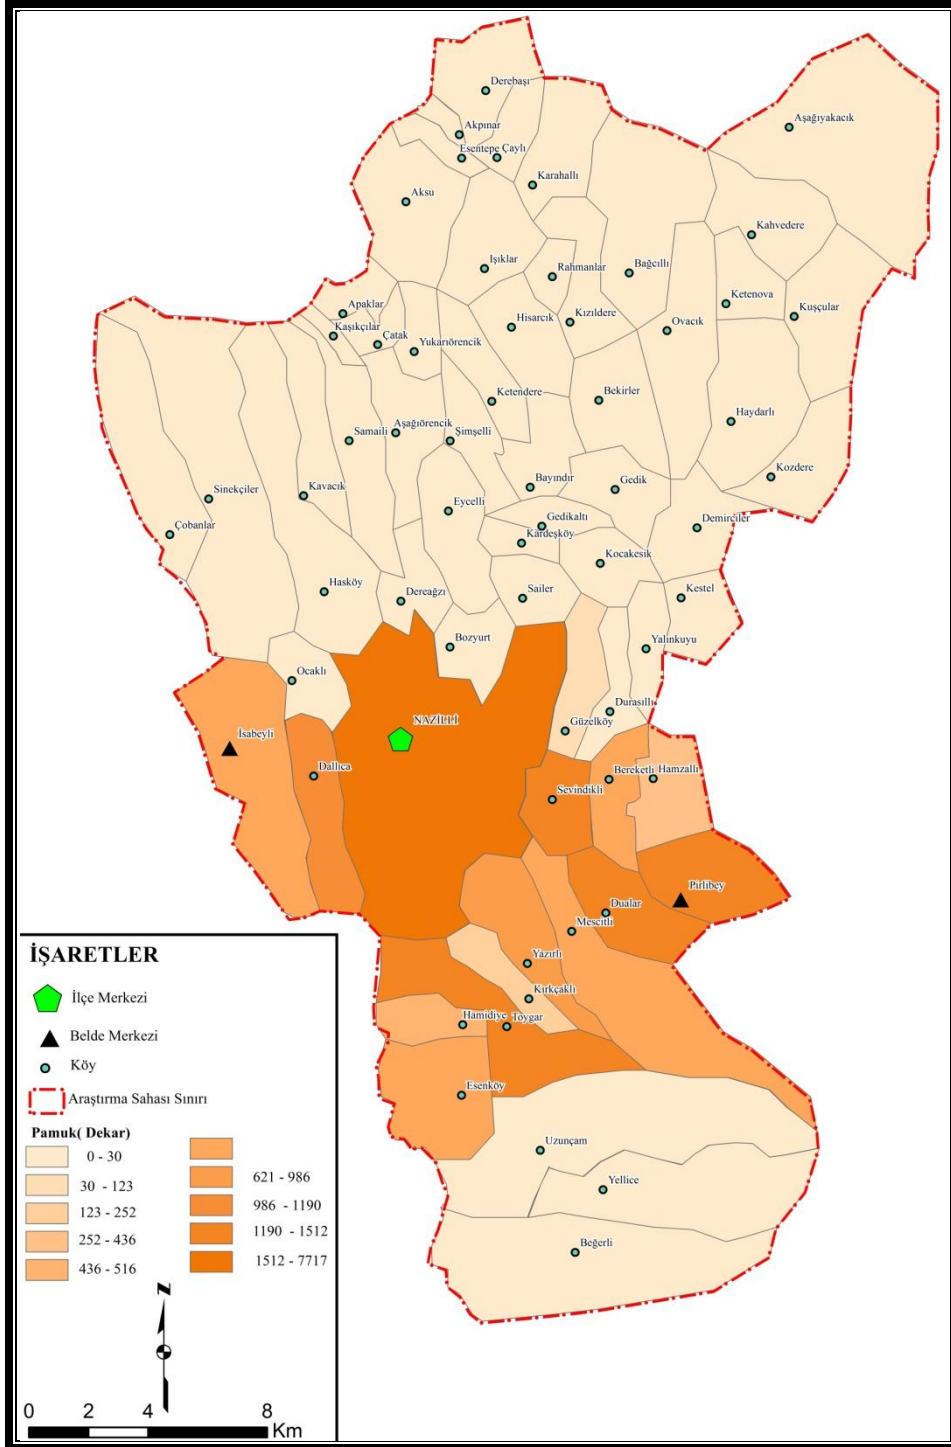 Derebaşı
Aşağıyakacık
Akpınar
Esentepe Çaylı
Karahallı
Aksu
Kahvedere
Işıklar
Rahmanlar
Bağcıllı
Ketenova
Apaklar
Kuşçular
Kaşıkçılar
Hisarcık
Kızıldere
Ovacık
Çatak
Yukarıörencik
Ketendere
Bekirler
Haydarlı
Aşağıörencik
Samaili
Şimşelli
Kozdere
Bayındır
Gedik
Sinekçiler
Kavacık
Eycelli
Gedikaltı
Demirciler
Çobanlar
Kardeşköy
Kocakesik
Hasköy
Dereağzı
Sailer
Kestel
Bozyurt
Yalınkuyu
Ocaklı
Durasıllı
NAZİLLİ
Güzelköy
İsabeyli
Dallıca
Bereketli
Hamzallı
Sevindikli
Pirlibey
Dualar
Mescitli
Yazırlı
Kırkçaklı
Hamidiye
Toygar
Esenköy
Uzunçam
Yellice
Beğerli
İŞARETLER
İlçe Merkezi
Belde Merkezi
Köy
Araştırma Sahası Sınırı
Pamuk( Dekar)
0 - 30
30 - 123
123 - 252
252 - 436
436 - 516
621 - 986
986 - 1190
1190 - 1512
1512 - 7717
N
0 2 4 8
Km